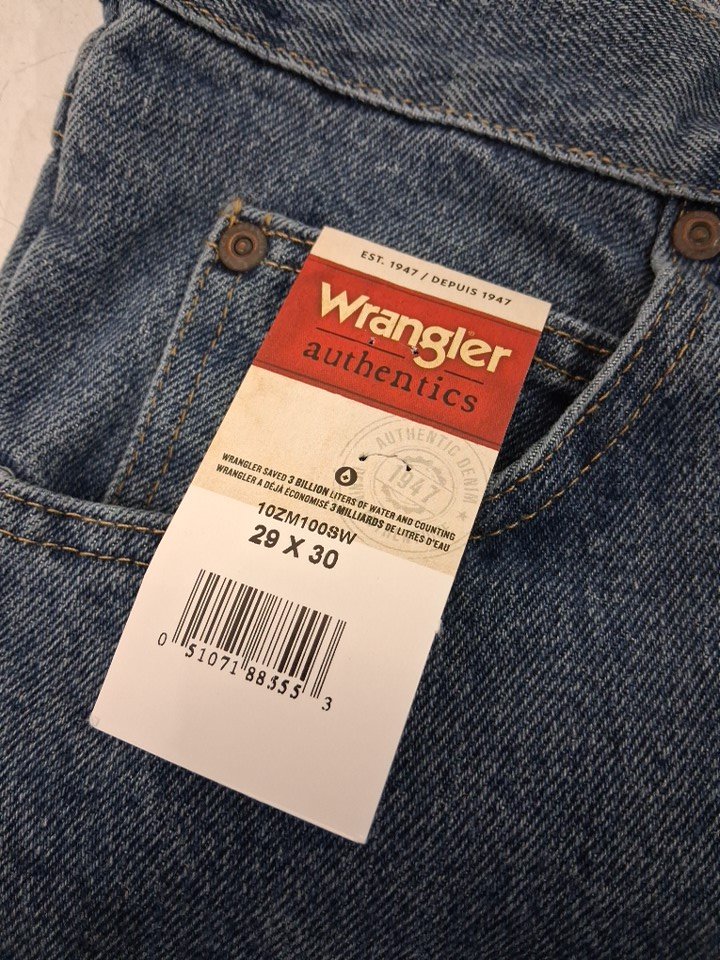 EST. 1947 / DEPUIS 1947
Wrangler®
authentics
AUTHENTIC DENIM
1947
WRANGLER SAVED 3 BILLION LITERS OF WATER AND COUNTING
WRANGLER A DÉJÀ ÉCONOMISÉ 3 MILLIARDS DE LITRES D'EAU
10ZM100SW
29 X 30
0 51071 88355 3